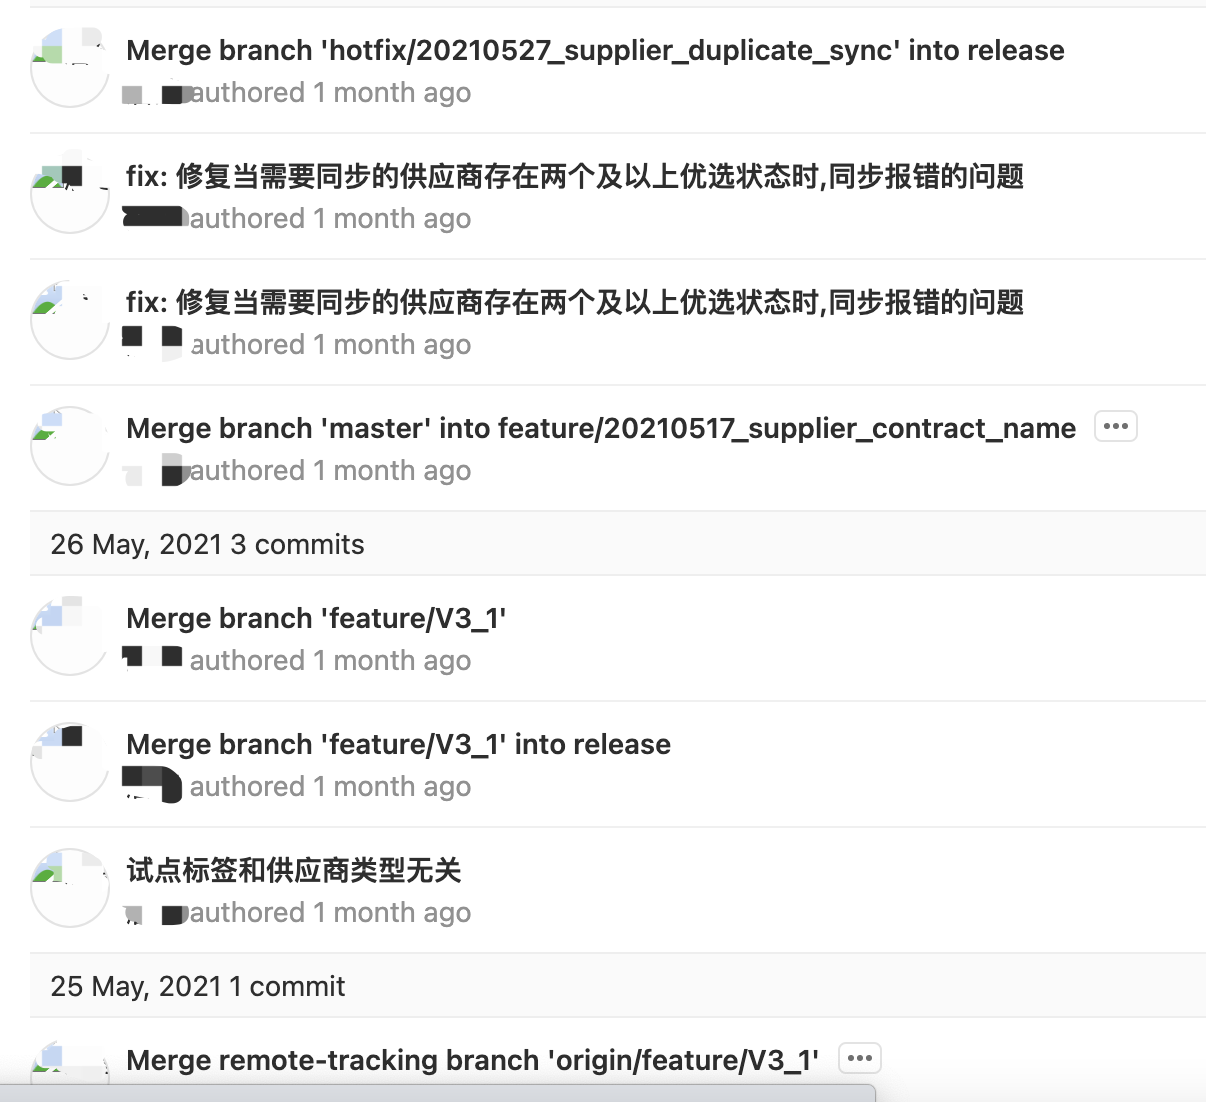 Merge branch 'hotfix/20210527_supplier_duplicate_sync' into release
authored 1 month ago
fix: 修复当需要同步的供应商存在两个及以上优选状态时,同步报错的问题
authored 1 month ago
fix: 修复当需要同步的供应商存在两个及以上优选状态时,同步报错的问题
authored 1 month ago
Merge branch 'master' into feature/20210517_supplier_contract_name
authored 1 month ago
26 May, 2021 3 commits
Merge branch 'feature/V3_1'
authored 1 month ago
Merge branch 'feature/V3_1' into release
authored 1 month ago
试点标签和供应商类型无关
authored 1 month ago
25 May, 2021 1 commit
Merge remote-tracking branch 'origin/feature/V3_1'